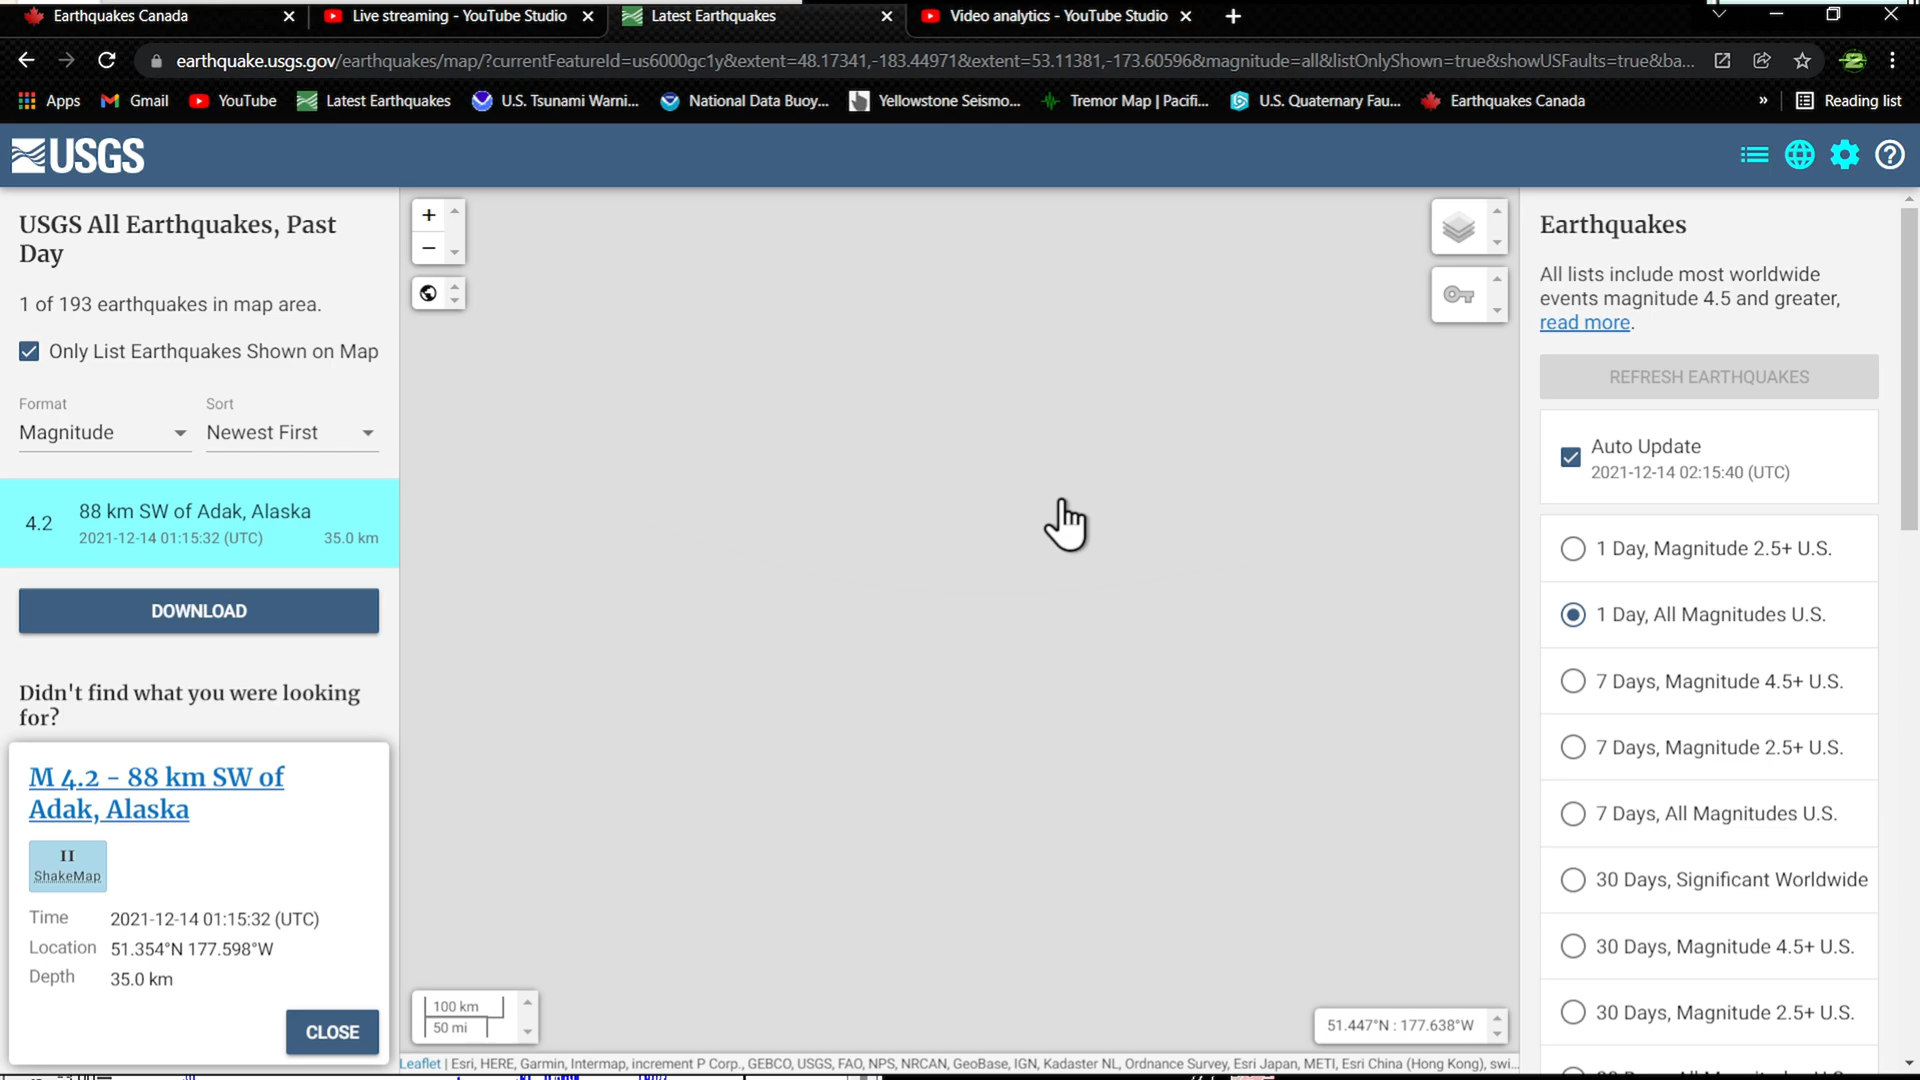 Earthquakes Canada
Live streaming - YouTube Studio
Latest Earthquakes
Video analytics - YouTube Studio
earthquake.usgs.gov/earthquakes/map/?currentFeatureId=us6000gc1y&extent=48.17341,-183.44971&extent=53.11381,-173.60596&magnitude=all&listOnlyShown=true&showUSFaults=true&ba...
Apps
Gmail
YouTube
Latest Earthquakes
U.S. Tsunami Warni...
National Data Buoy...
Yellowstone Seismo...
Tremor Map | Pacifi...
U.S. Quaternary Fau...
Earthquakes Canada
»
Reading list
USGS
USGS All Earthquakes, Past
Day
1 of 193 earthquakes in map area.
Only List Earthquakes Shown on Map
Format
Sort
Magnitude
Newest First
4.2
88 km SW of Adak, Alaska
2021-12-14 01:15:32 (UTC)
35.0 km
DOWNLOAD
Didn't find what you were looking
for?
M 4.2 - 88 km SW of
Adak, Alaska
II
ShakeMap
Time
2021-12-14 01:15:32 (UTC)
Location
51.354°N 177.598°W
Depth
35.0 km
CLOSE
+
−
100 km
50 mi
51.447°N : 177.638°W
Leaflet | Esri, HERE, Garmin, Intermap, increment P Corp., GEBCO, USGS, FAO, NPS, NRCAN, GeoBase, IGN, Kadaster NL, Ordnance Survey, Esri Japan, METI, Esri China (Hong Kong), swi...
Earthquakes
All lists include most worldwide
events magnitude 4.5 and greater,
read more.
REFRESH EARTHQUAKES
Auto Update
2021-12-14 02:15:40 (UTC)
1 Day, Magnitude 2.5+ U.S.
1 Day, All Magnitudes U.S.
7 Days, Magnitude 4.5+ U.S.
7 Days, Magnitude 2.5+ U.S.
7 Days, All Magnitudes U.S.
30 Days, Significant Worldwide
30 Days, Magnitude 4.5+ U.S.
30 Days, Magnitude 2.5+ U.S.